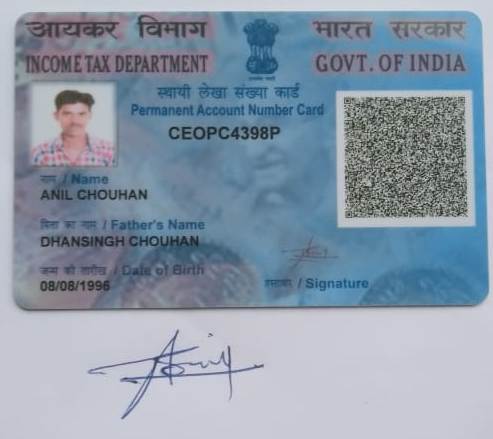 आयकर विभाग
भारत सरकार
INCOME TAX DEPARTMENT
GOVT. OF INDIA
स्थायी लेखा संख्या कार्ड
Permanent Account Number Card
CEOPC4398P
नाम / Name
ANIL CHOUHAN
पिता का नाम / Father's Name
DHANSINGH CHOUHAN
जन्म की तारीख / Date of Birth
08/08/1996
हस्ताक्षर / Signature